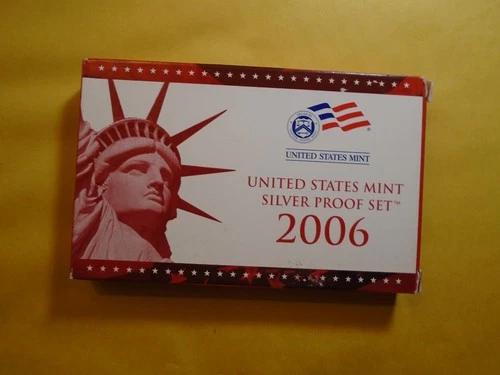 UNITED STATES MINT
UNITED STATES MINT
SILVER PROOF SET™
2006